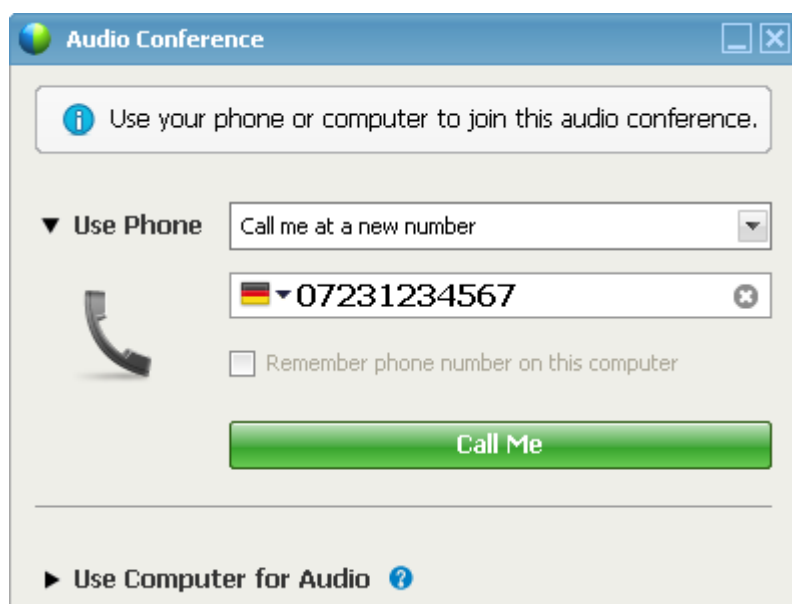 Audio Conference
Use your phone or computer to join this audio conference.
Use Phone
Call me at a new number
07231234567
Remember phone number on this computer
Call Me
Use Computer for Audio